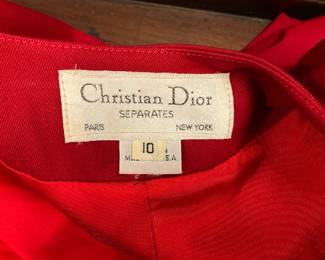 Christian Dior
SEPARATES
PARIS NEW YORK
10
U.S.A